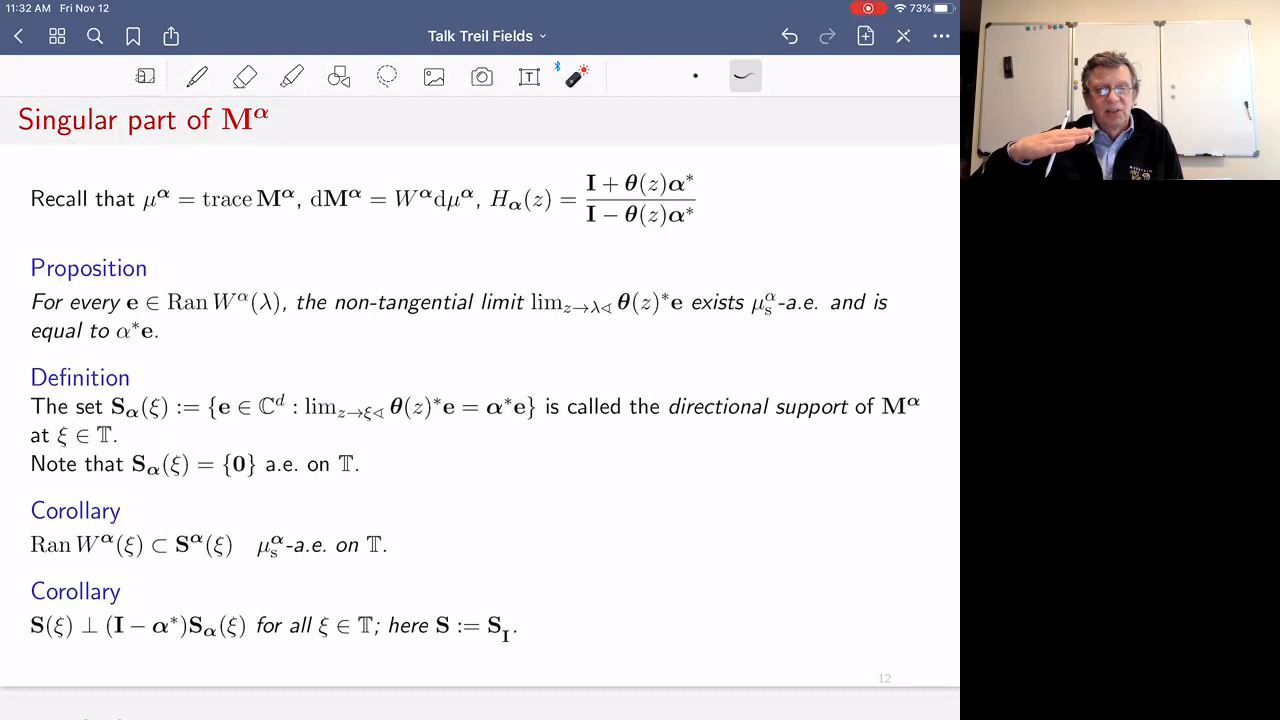 11:32 AM Fri Nov 12
73%
Talk Treil Fields
T
Singular part of M^α
Recall that μ^α = trace M^α, dM^α = W^α dμ^α, H_α(z) = (I + θ(z)α*) / (I − θ(z)α*)
Proposition
For every e ∈ Ran W^α(λ), the non-tangential limit lim_{z→λ∢} θ(z)*e exists μ_s^α-a.e. and is
equal to α*e.
Definition
The set S_α(ξ) := {e ∈ ℂ^d : lim_{z→ξ∢} θ(z)*e = α*e} is called the directional support of M^α
at ξ ∈ 𝕋.
Note that S_α(ξ) = {0} a.e. on 𝕋.
Corollary
Ran W^α(ξ) ⊂ S^α(ξ) μ_s^α-a.e. on 𝕋.
Corollary
S(ξ) ⊥ (I − α*)S_α(ξ) for all ξ ∈ 𝕋; here S := S_I.
12